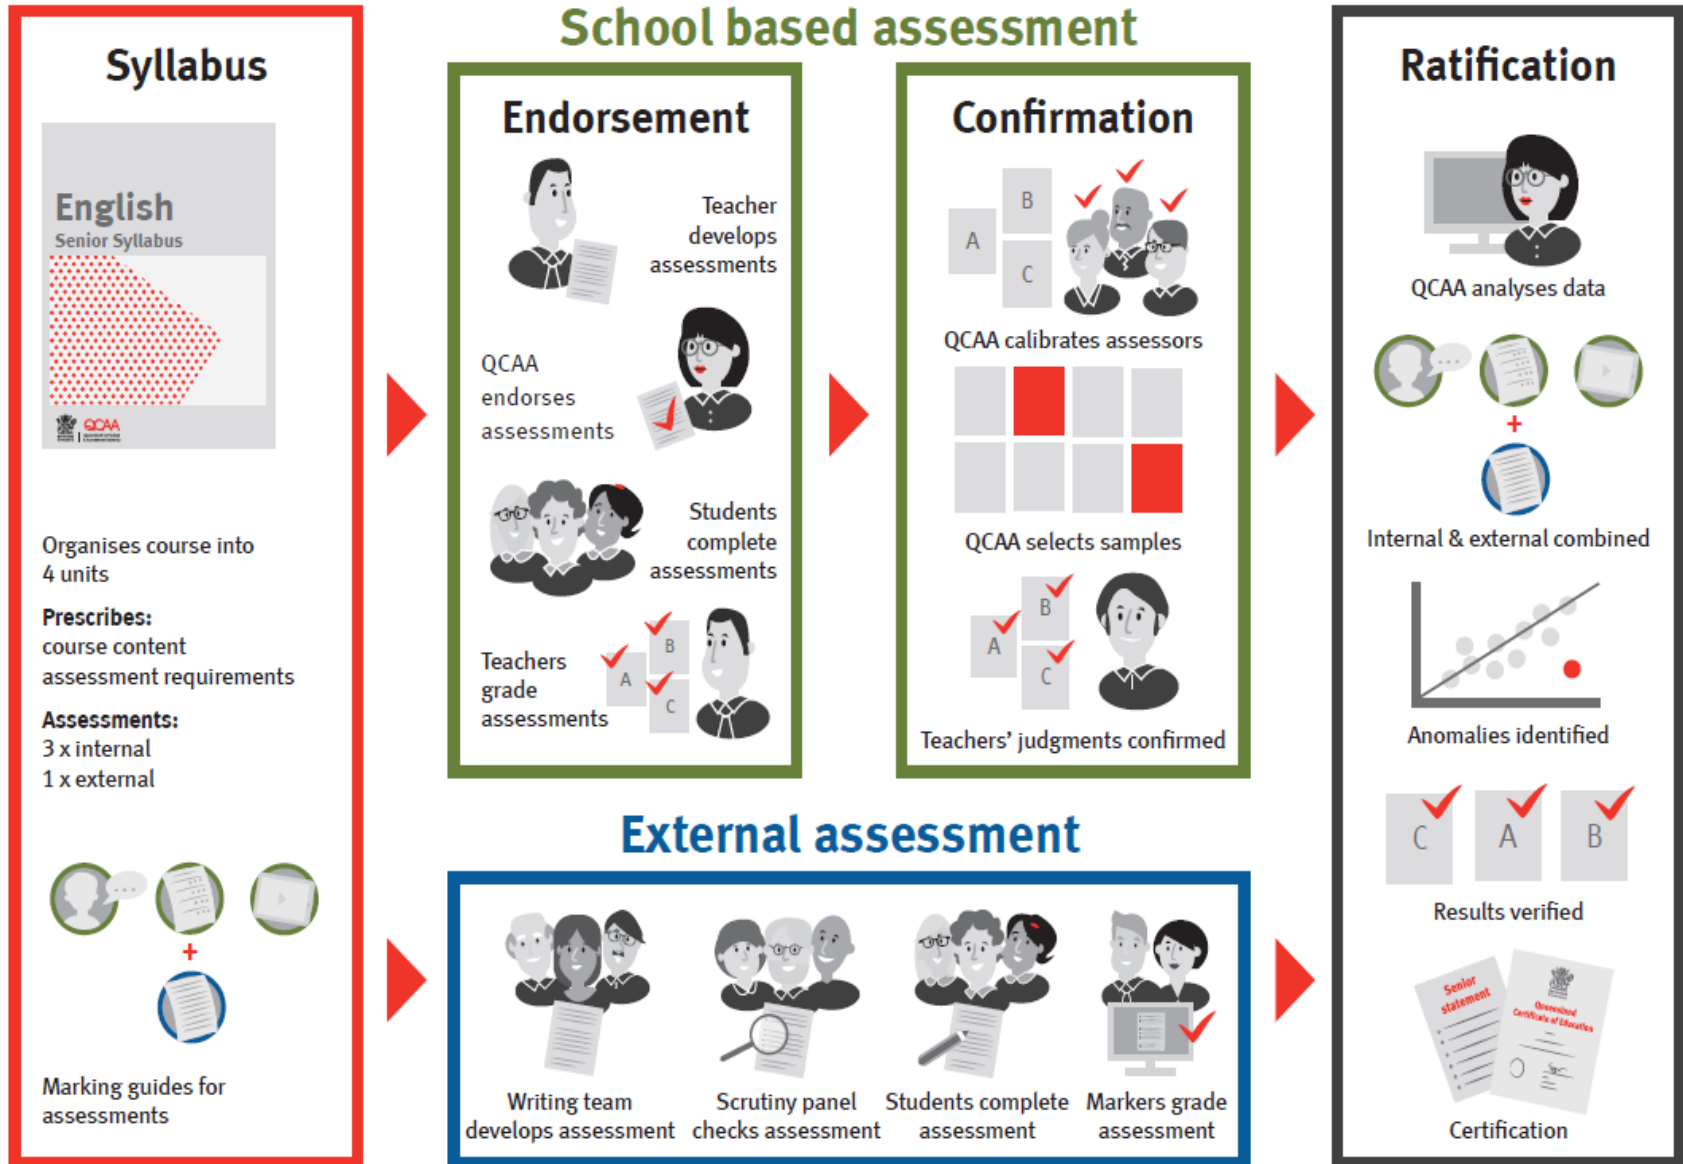 Syllabus
English
Senior Syllabus
QCAA
Organises course into
4 units
Prescribes:
course content
assessment requirements
Assessments:
3 x internal
1 x external
+
Marking guides for
assessments
School based assessment
Endorsement
Teacher
develops
assessments
QCAA
endorses
assessments
Students
complete
assessments
Teachers
grade
assessments
A
B
C
Confirmation
A
B
C
QCAA calibrates assessors
QCAA selects samples
A
B
C
Teachers’ judgments confirmed
External assessment
Writing team
develops assessment
Scrutiny panel
checks assessment
Students complete
assessment
Markers grade
assessment
Ratification
QCAA analyses data
+
Internal & external combined
Anomalies identified
C
A
B
Results verified
Senior
statement
Queensland
Certificate of Education
Certification